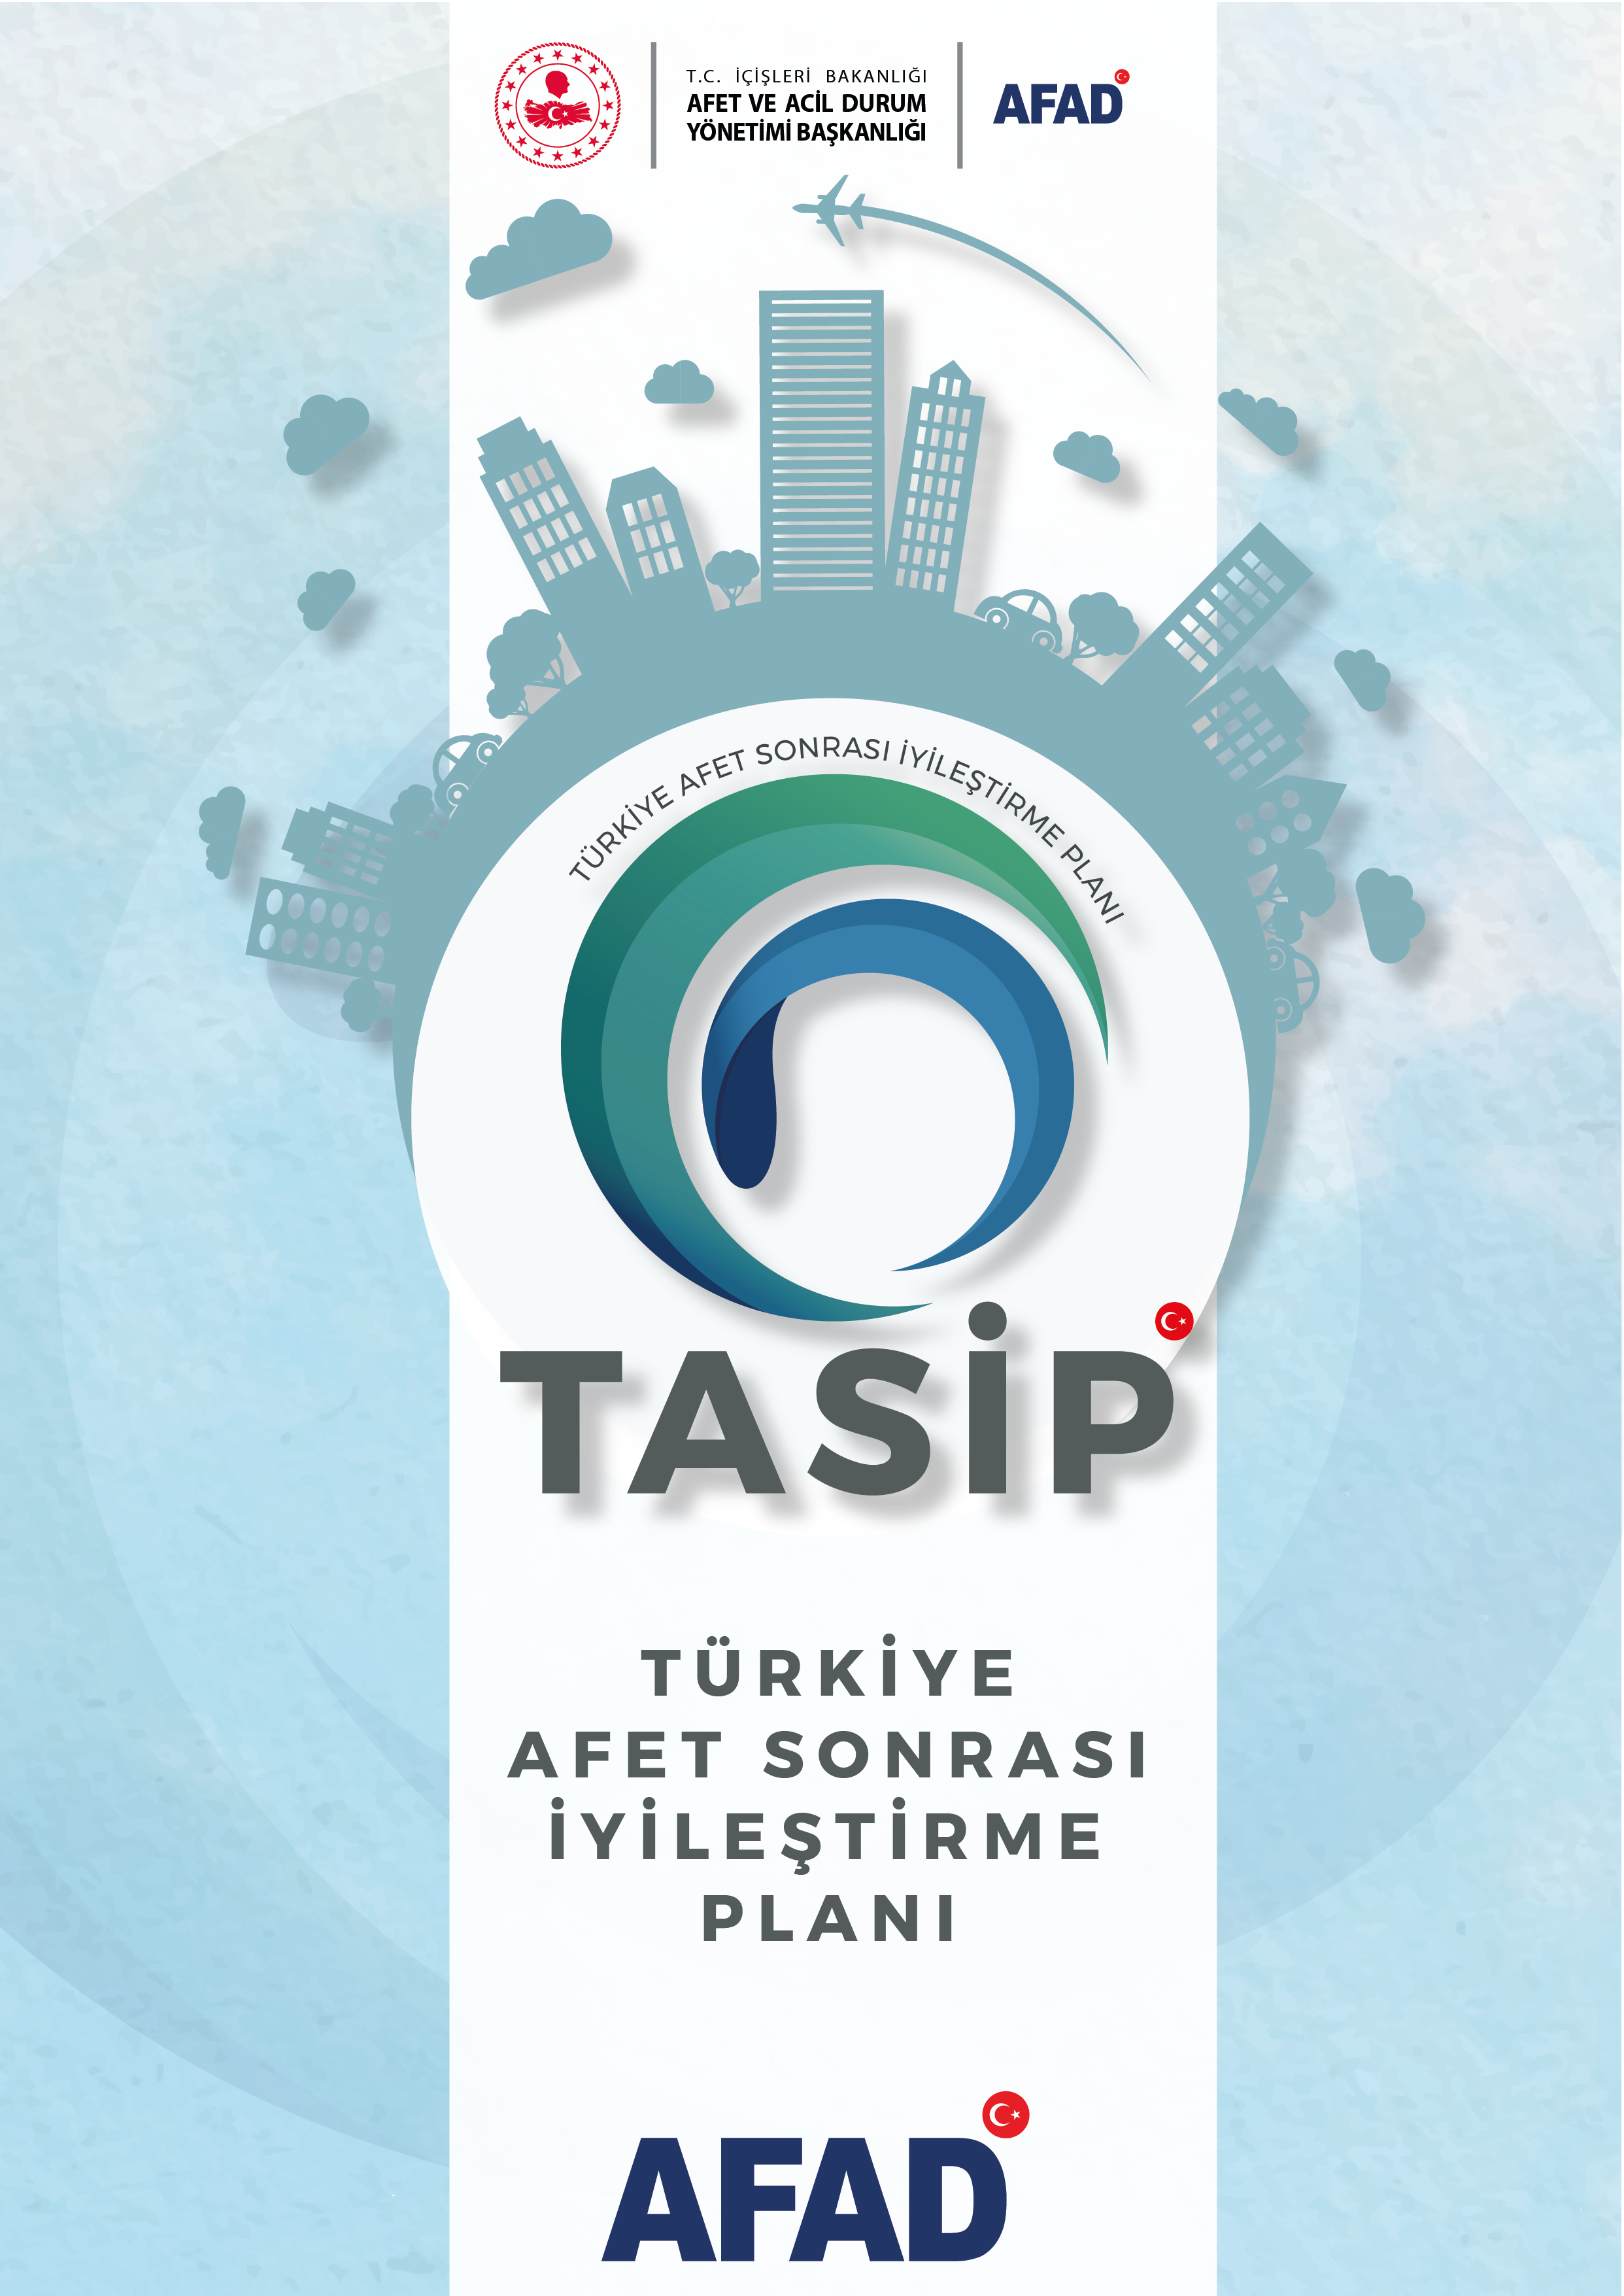 T.C. İÇİŞLERİ BAKANLIĞI
AFET VE ACİL DURUM
YÖNETİMİ BAŞKANLIĞI
AFAD
TÜRKİYE AFET SONRASI İYİLEŞTİRME PLANI
TASİP
TÜRKİYE
AFET SONRASI
İYİLEŞTİRME
PLANI
AFAD